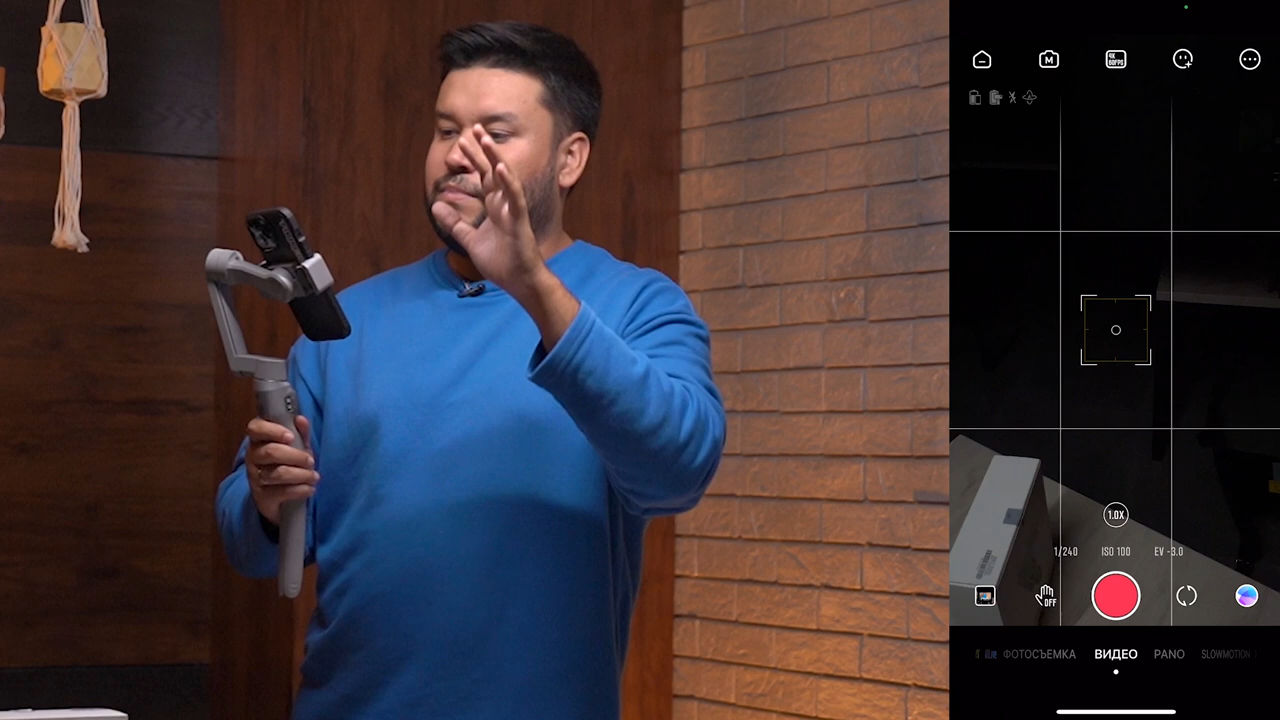 M
4K
60FPS
1.0X
1/240 ISO 100 EV -3.0
OFF
ФОТОСЪЕМКА ВИДЕО PANO SLOWMOTION